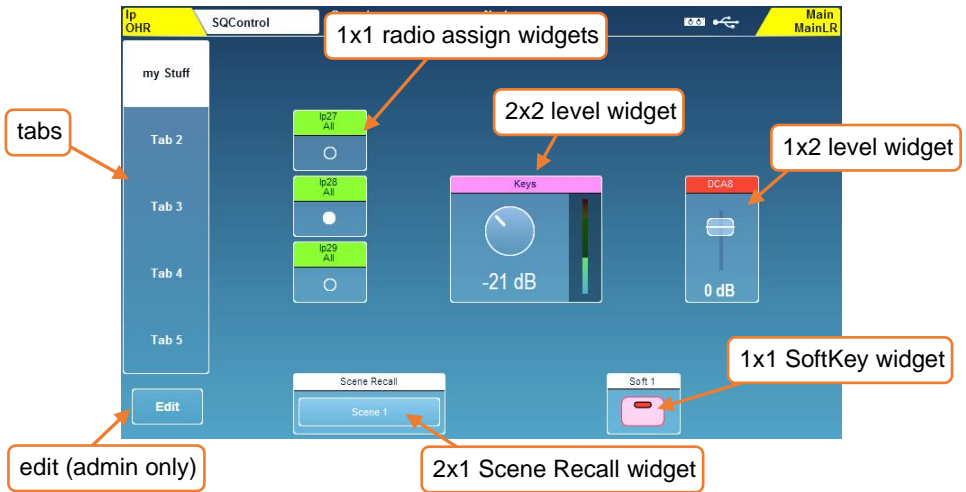 Ip
OHR
SQControl
Main
MainLR
1x1 radio assign widgets
my Stuff
2x2 level widget
tabs
Tab 2
Ip27
All
1x2 level widget
Ip28
All
Keys
DCA8
Tab 3
Ip29
All
Tab 4
-21 dB
0 dB
Tab 5
1x1 SoftKey widget
Scene Recall
Soft 1
Edit
Scene 1
edit (admin only)
2x1 Scene Recall widget